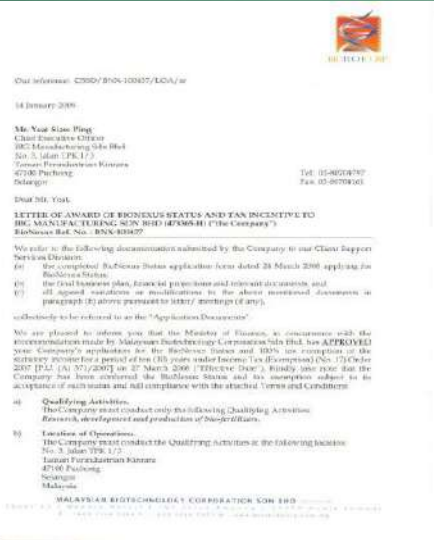 BIOTECHCORP
Our reference: CSSD/BNX-100437/LOA/
14 January 2009
Mr. Yeat Siaw Ping
Chief Executive Officer
BIG Manufacturing Sdn Bhd
No. 3, Jalan TPK 1/3
Taman Perindustrian Kinrara
47100 Puchong
Selangor
Tel:
Fax:
Dear Mr. Yeat,
LETTER OF AWARD OF BIONEXUS STATUS AND TAX INCENTIVE TO
MANUFACTURING SDN BHD ("the Company")
BioNexus Ref. No. :
We refer to the following documentation submitted by the Company to our Client Support
Services Division:
(a) the completed BioNexus Status application form dated March applying for
BioNexus Status;
(b) the final business plan, financial projections and relevant documents, and
(c) all agreed variations or modifications to the above mentioned documents in
paragraph (b) above pursuant to letter/ meetings (if any),
collectively to be referred to as the "Application Documents".
We are pleased to inform you that the Minister of Finance, in concurrence with the
recommendation made by Malaysian Biotechnology Corporation Sdn Bhd, has APPROVED
your Company's application for the BioNexus Status and 100% tax exemption of the
statutory income for a period of ten (10) years under Income Tax (Exemption) (No. 17) Order
2007 [P.U. (A) 371/2007] on 27 March ("Effective Date"). Kindly take note that the
Company has been conferred the BioNexus Status and tax exemption subject to its
acceptance of such status and full compliance with the attached Terms and Conditions:
a) Qualifying Activities.
The Company must conduct only the following Qualifying Activities:
Research, development and production of bio-fertilizers.
b) Location of Operations.
The Company must conduct the Qualifying Activities at the following location:
No. 3, Jalan TPK 1/3
Taman Perindustrian Kinrara
47100 Puchong
Selangor
Malaysia
MALAYSIAN BIOTECHNOLOGY CORPORATION SDN BHD